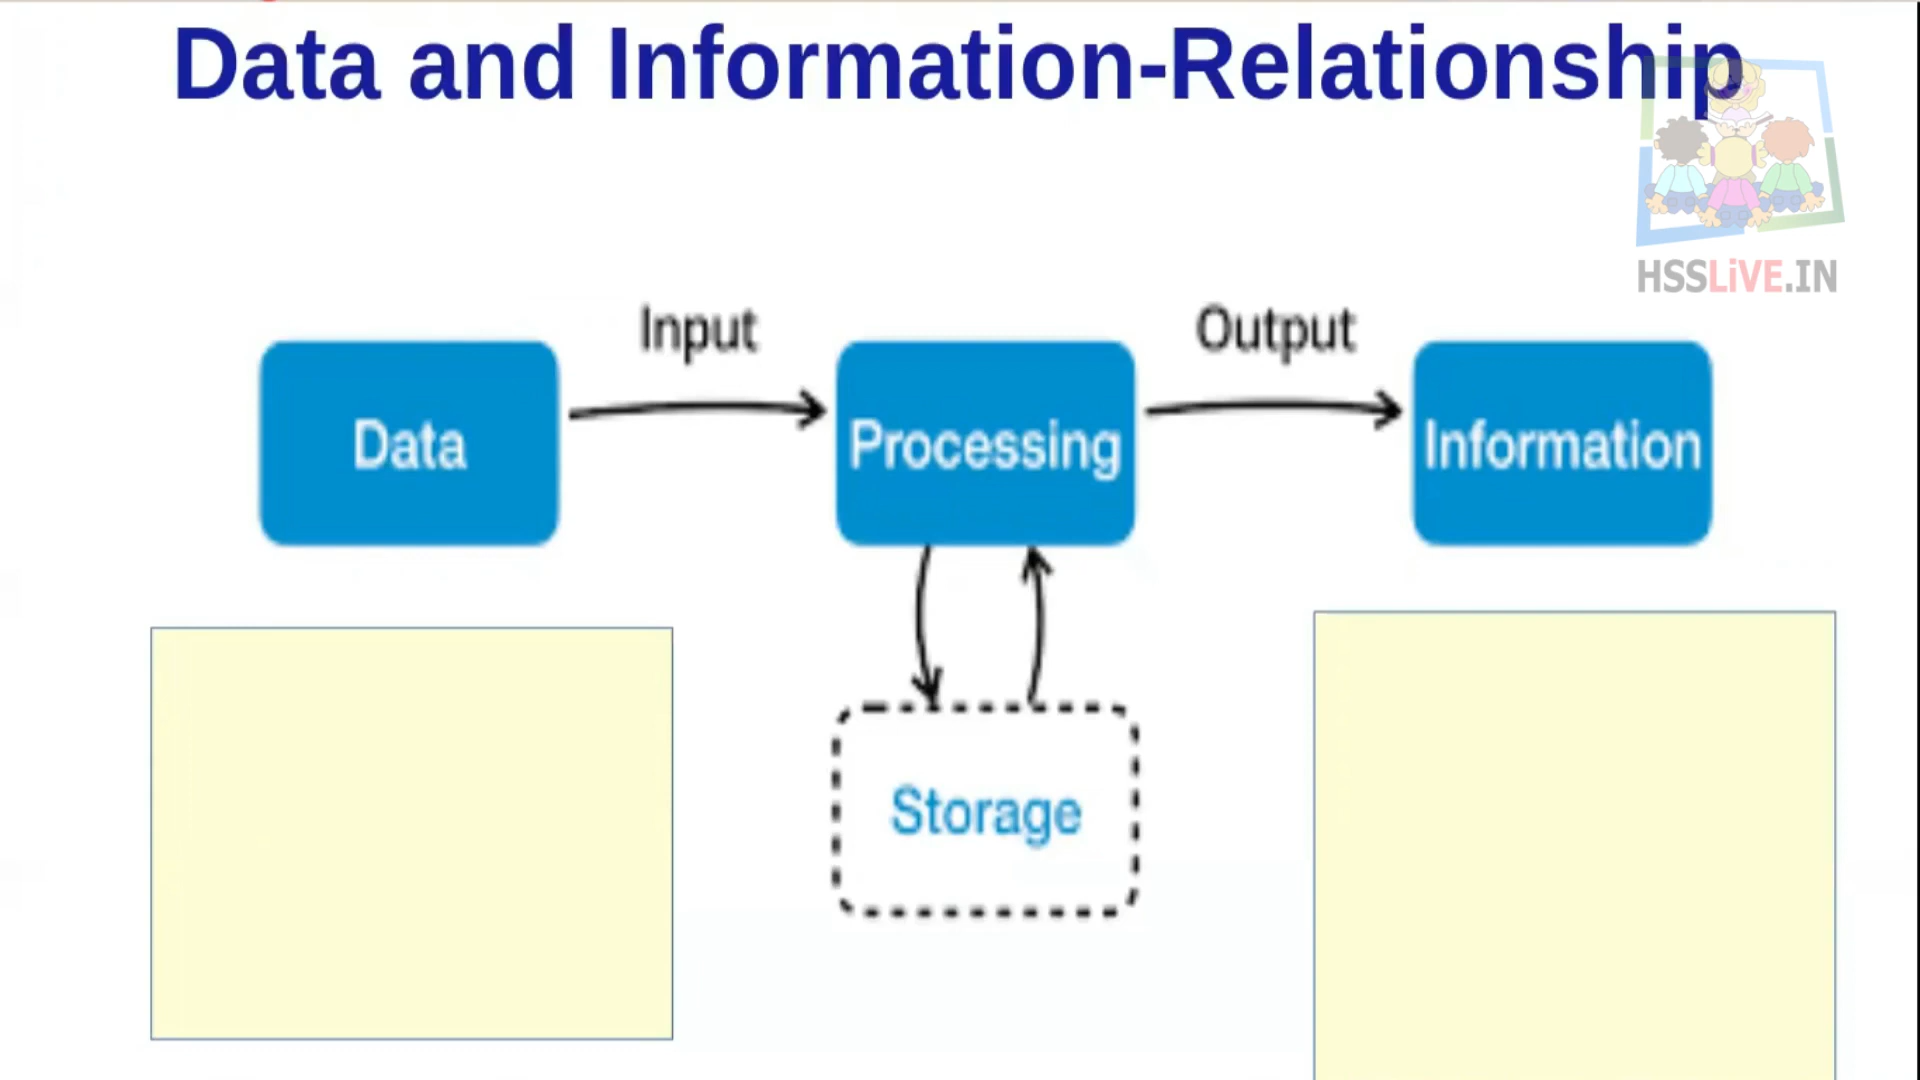 Data and Information-Relationship
HSSLiVE.IN
Input
Output
Data
Processing
Information
Storage